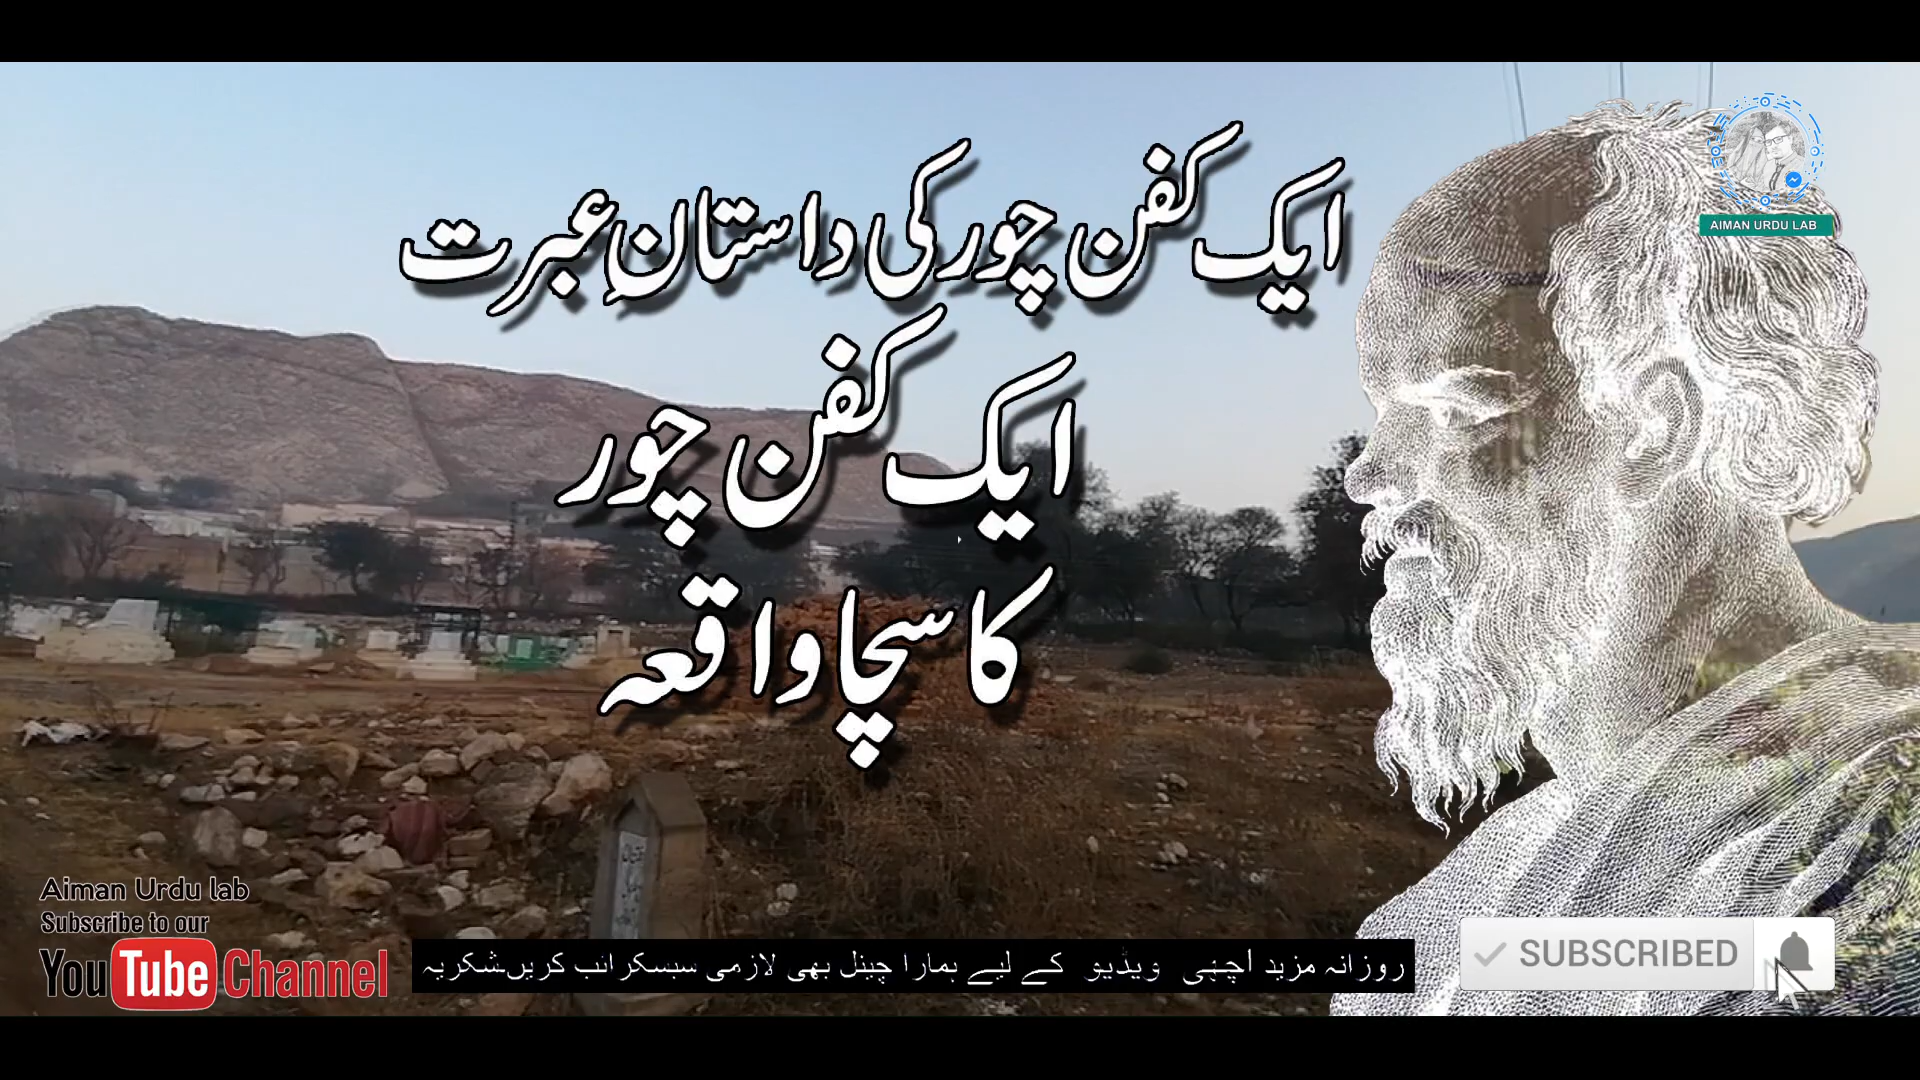 ایک کفن چور کی داستانِ عبرت
ایک کفن چور
کا سچا واقعہ
AIMAN URDU LAB
Aiman Urdu lab
Subscribe to our
YouTube Channel
روزانہ مزید اچھی ویڈیو کے لیے ہمارا چینل بھی لازمی سبسکرائب کریں۔شکریہ
SUBSCRIBED